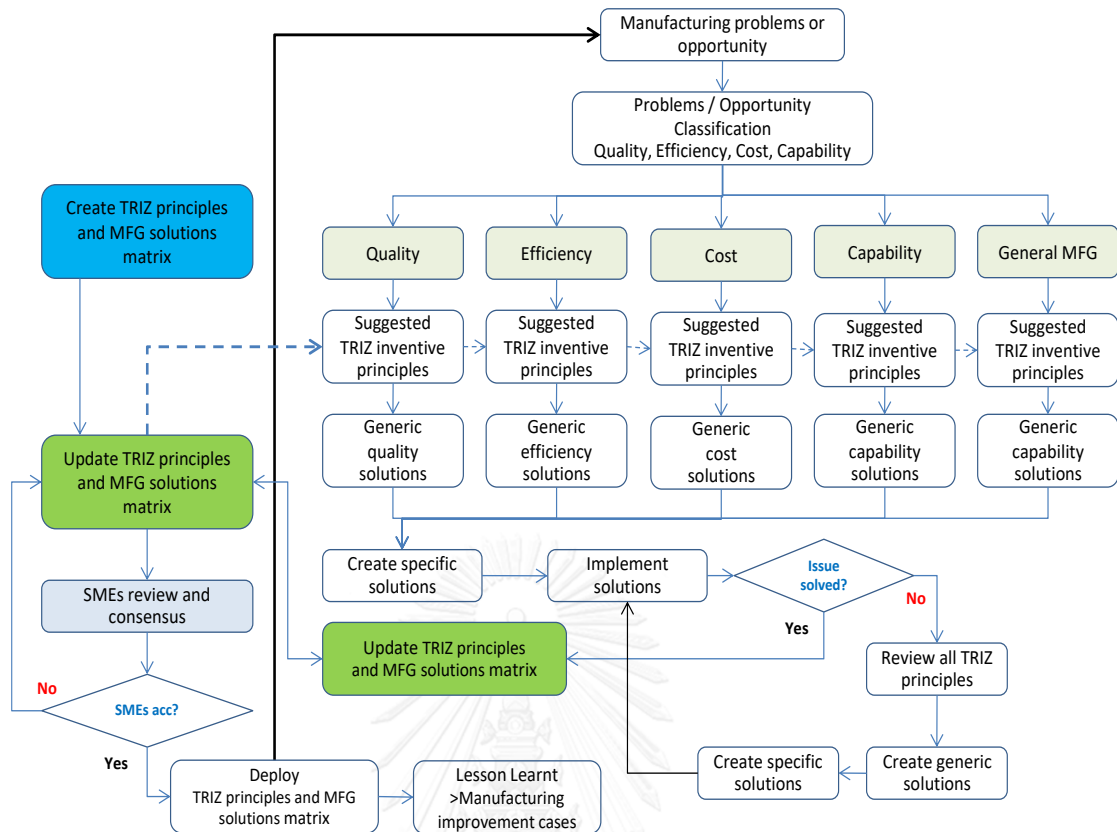 Manufacturing problems or
opportunity
Problems / Opportunity
Classification
Quality, Efficiency, Cost, Capability
Create TRIZ principles
and MFG solutions
matrix
Quality
Efficiency
Cost
Capability
General MFG
Suggested
TRIZ inventive
principles
Suggested
TRIZ inventive
principles
Suggested
TRIZ inventive
principles
Suggested
TRIZ inventive
principles
Suggested
TRIZ inventive
principles
Generic
quality
solutions
Generic
efficiency
solutions
Generic
cost
solutions
Generic
capability
solutions
Generic
capability
solutions
Update TRIZ principles
and MFG solutions
matrix
Create specific
solutions
Implement
solutions
Issue
solved?
No
Yes
SMEs review and
consensus
Update TRIZ principles
and MFG solutions matrix
Review all TRIZ
principles
No
SMEs acc?
Yes
Deploy
TRIZ principles and MFG
solutions matrix
Lesson Learnt
>Manufacturing
improvement cases
Create specific
solutions
Create generic
solutions